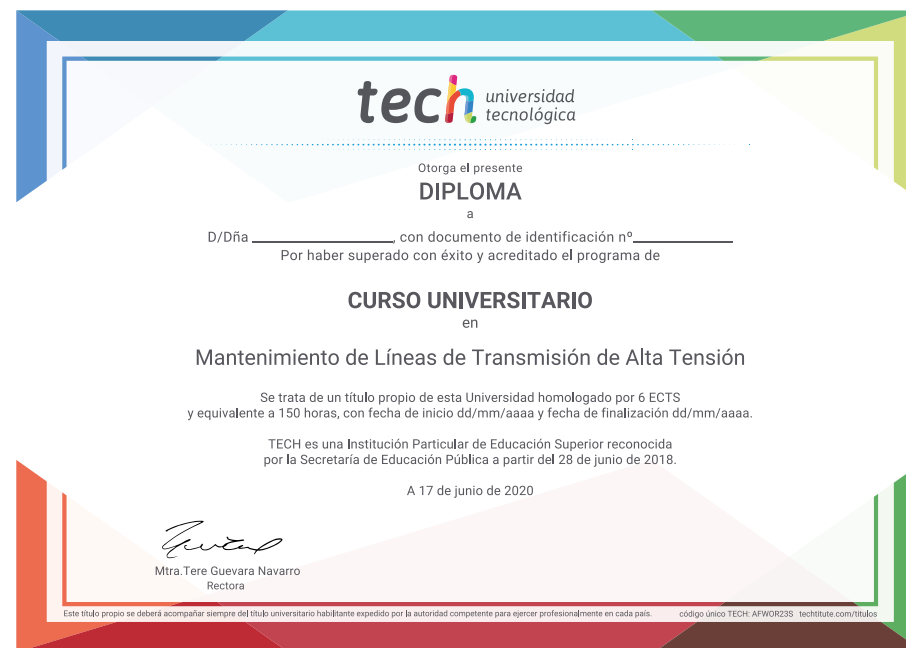 tech universidad
tecnológica
Otorga el presente
DIPLOMA
a
D/Dña ____________________, con documento de identificación nº______________
Por haber superado con éxito y acreditado el programa de
CURSO UNIVERSITARIO
en
Mantenimiento de Líneas de Transmisión de Alta Tensión
Se trata de un título propio de esta Universidad homologado por 6 ECTS
y equivalente a 150 horas, con fecha de inicio dd/mm/aaaa y fecha de finalización dd/mm/aaaa.
TECH es una Institución Particular de Educación Superior reconocida
por la Secretaría de Educación Pública a partir del 28 de junio de 2018.
A 17 de junio de 2020
Mtra.Tere Guevara Navarro
Rectora
Este título propio se deberá acompañar siempre del título universitario habilitante expedido por la autoridad competente para ejercer profesionalmente en cada país. código único TECH: AFWOR23S techtitute.com/titulos